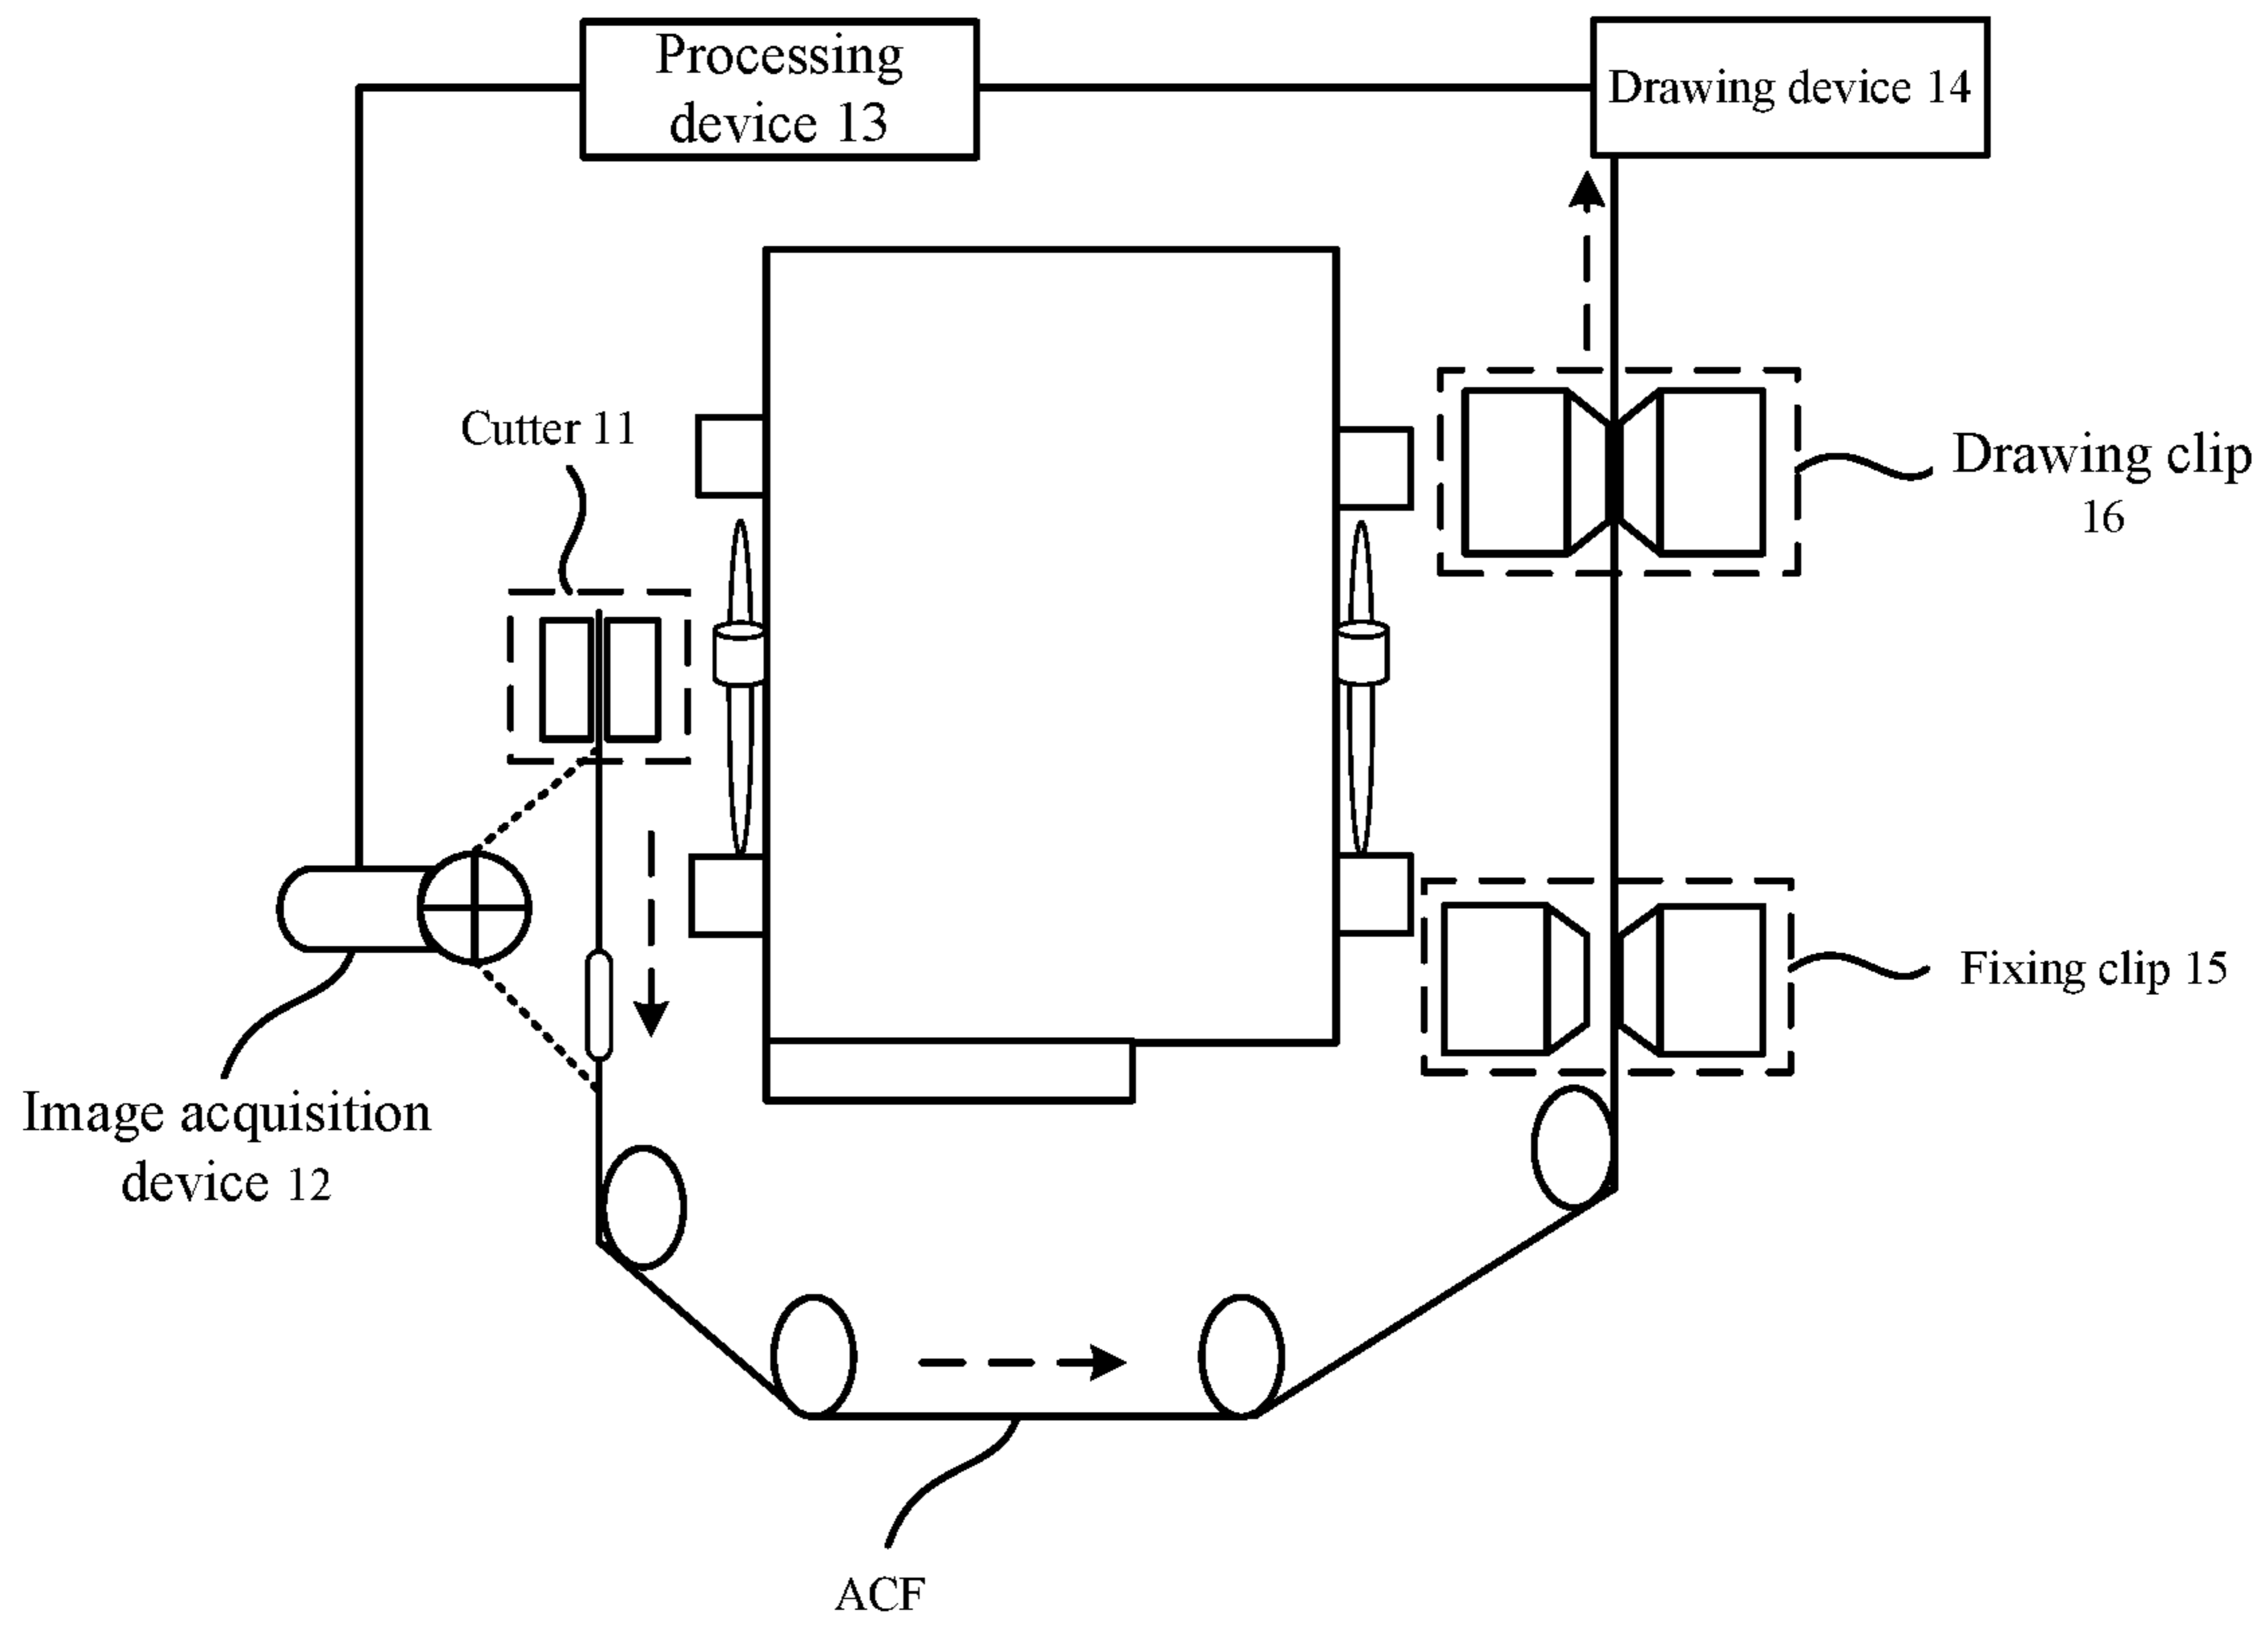 Processing
device 13
Drawing device 14
Cutter 11
Drawing clip
16
Fixing clip 15
Image acquisition
device 12
ACF